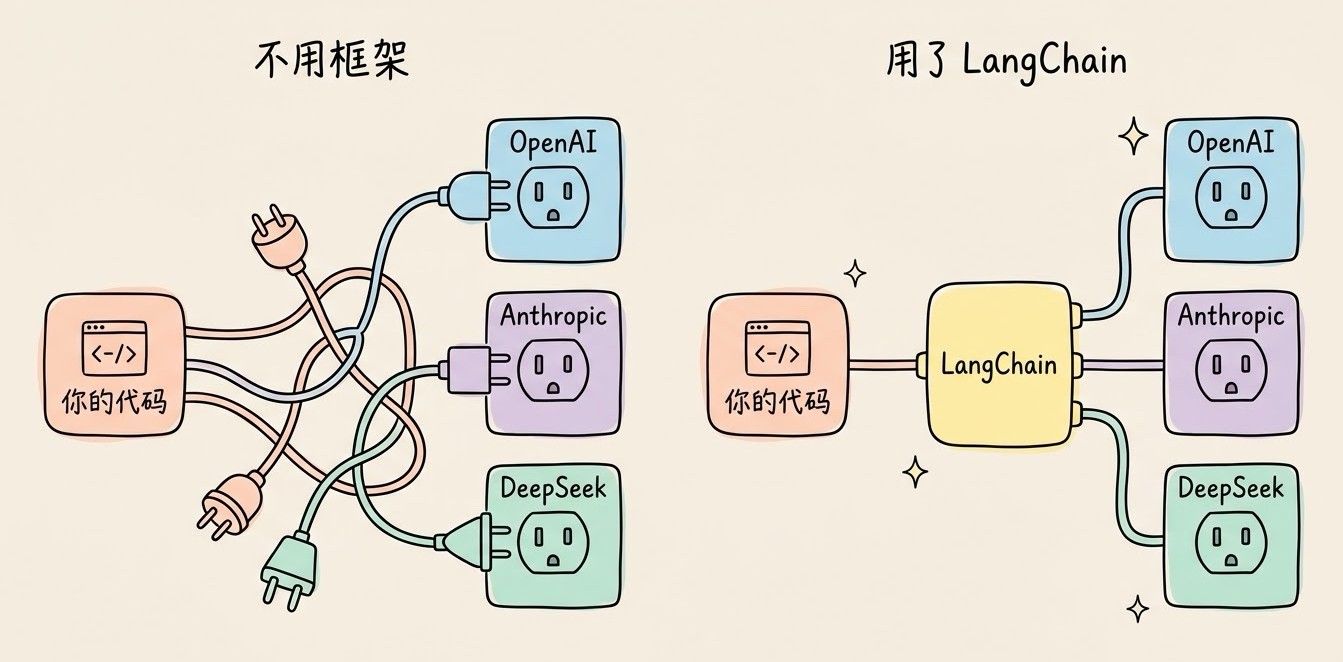 不用框架
OpenAI
Anthropic
<-/>
你的代码
DeepSeek
用了 LangChain
OpenAI
Anthropic
<-/>
你的代码
LangChain
DeepSeek